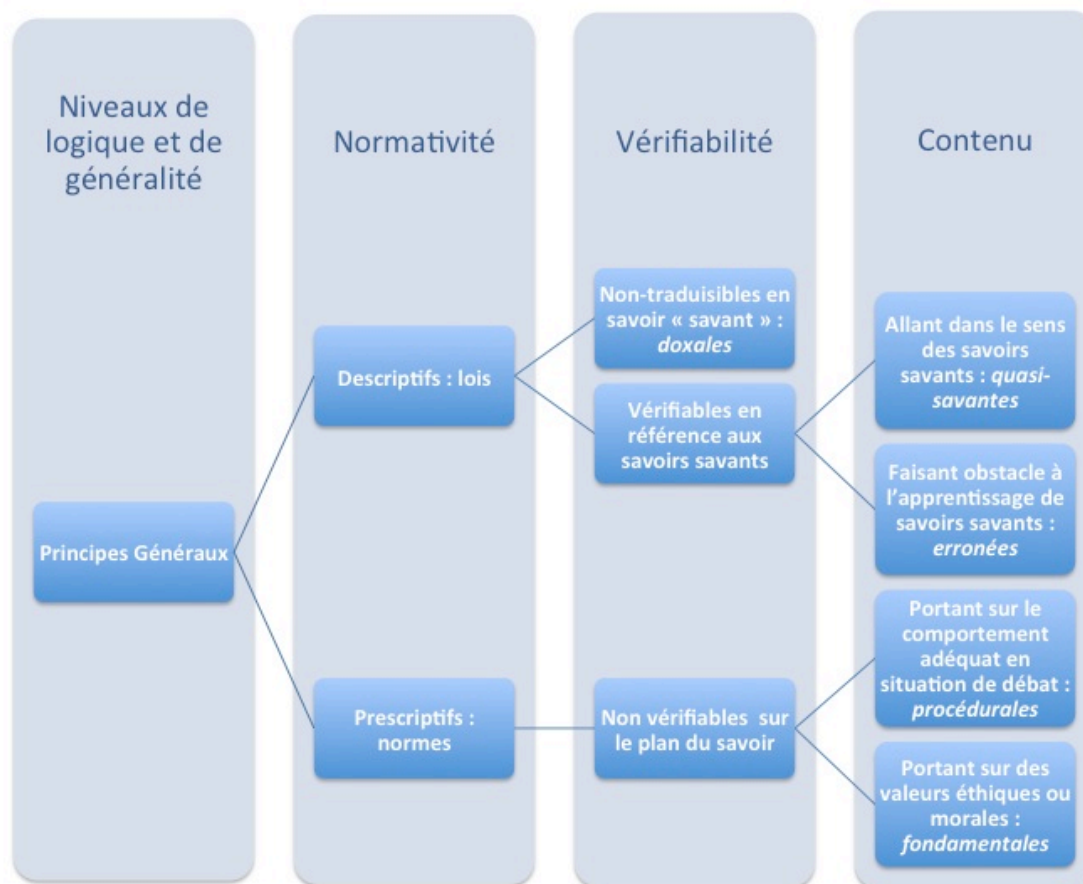 Niveaux de
logique et de
généralité
Normativité
Vérifiabilité
Contenu
Principes Généraux
Descriptifs : lois
Prescriptifs :
normes
Non-traduisibles en
savoir « savant » :
doxales
Vérifiables en
référence aux
savoirs savants
Non vérifiables sur
le plan du savoir
Allant dans le sens
des savoirs
savants : quasi-
savantes
Faisant obstacle à
l'apprentissage de
savoirs savants :
erronées
Portant sur le
comportement
adéquat en
situation de débat :
procédurales
Portant sur des
valeurs éthiques ou
morales :
fondamentales